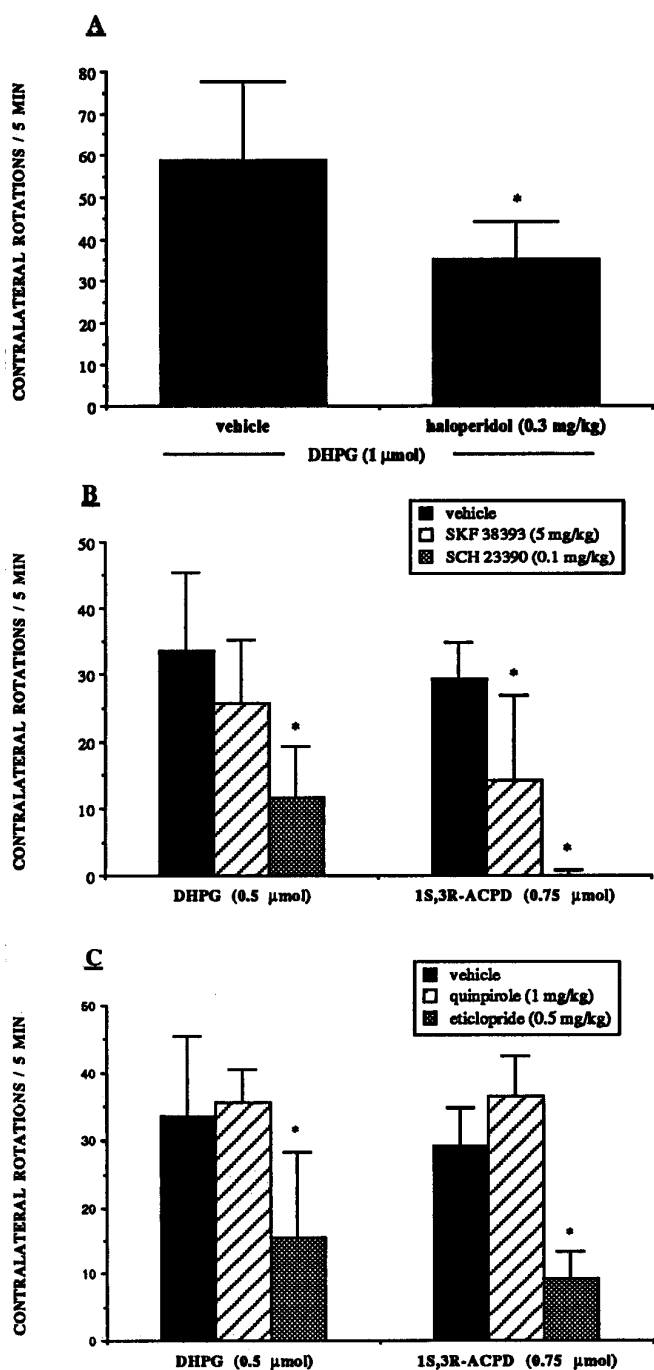 A
CONTRALATERAL ROTATIONS / 5 MIN
80
70
60
50
40
30
20
10
0
*
vehicle haloperidol (0.3 mg/kg)
DHPG (1 µmol)
B
vehicle
SKF 38393 (5 mg/kg)
SCH 23390 (0.1 mg/kg)
CONTRALATERAL ROTATIONS / 5 MIN
50
40
30
20
10
0
* * *
DHPG (0.5 µmol) 1S,3R-ACPD (0.75 µmol)
C
vehicle
quinpirole (1 mg/kg)
eticlopride (0.5 mg/kg)
CONTRALATERAL ROTATIONS / 5 MIN
50
40
30
20
10
0
* *
DHPG (0.5 µmol) 1S,3R-ACPD (0.75 µmol)